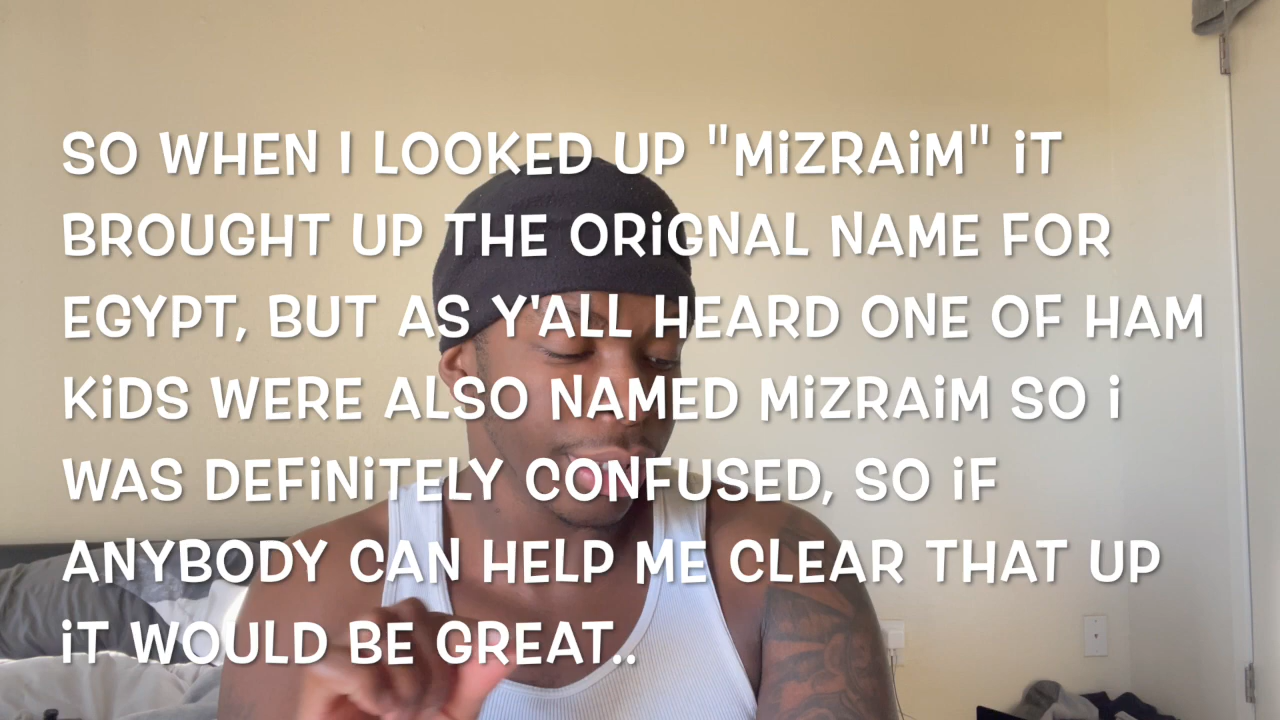 SO WHEN I LOOKED UP "MiZRAiM" iT
BROUGHT UP THE ORiGNAL NAME FOR
EGYPT, BUT AS Y'ALL HEARD ONE OF HAM
KiDS WERE ALSO NAMED MiZRAiM SO i
WAS DEFiNiTELY CONFUSED, SO iF
ANYBODY CAN HELP ME CLEAR THAT UP
iT WOULD BE GREAT..